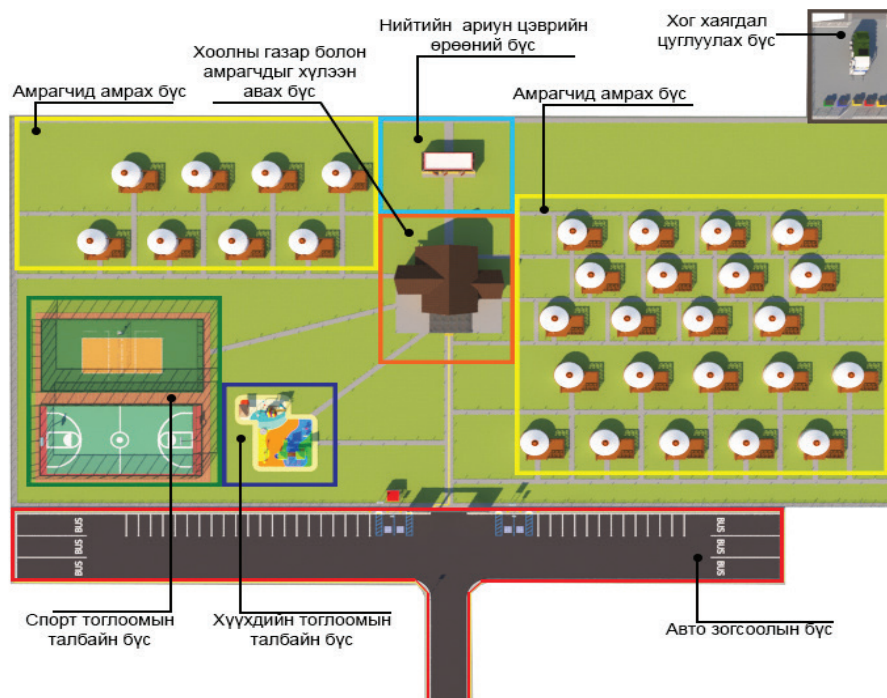 Нийтийн ариун цэврийн
өрөөний бүс
Хог хаягдал
цуглуулах бүс
Хоолны газар болон
амрагчдыг хүлээн
авах бүс
Амрагчид амрах бүс
Амрагчид амрах бүс
BUS
BUS
BUS
BUS
BUS
BUS
Спорт тоглоомын
талбайн бүс
Хүүхдийн тоглоомын
талбайн бүс
Авто зогсоолын бүс